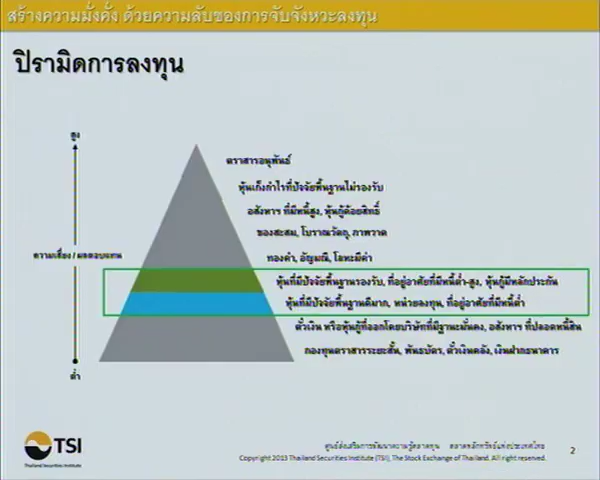 สร้างความมั่งคั่ง ด้วยความลับของการจับจังหวะลงทุน
ปิรามิดการลงทุน
สูง
ตราสารอนุพันธ์
หุ้นเก็งกำไรที่ปัจจัยพื้นฐานไม่รองรับ
อสังหาฯ ที่มีหนี้สูง, หุ้นกู้ด้อยสิทธิ์
ของสะสม, โบราณวัตถุ, ภาพวาด
ความเสี่ยง / ผลตอบแทน
ทองคำ, อัญมณี, โลหะมีค่า
หุ้นที่มีปัจจัยพื้นฐานรองรับ, ที่อยู่อาศัยที่มีหนี้ต่ำ-สูง, หุ้นกู้มีหลักประกัน
หุ้นที่มีปัจจัยพื้นฐานดีมาก, หน่วยลงทุน, ที่อยู่อาศัยที่มีหนี้ต่ำ
ตั๋วเงิน หรือหุ้นกู้ที่ออกโดยบริษัทที่มีฐานะมั่นคง, อสังหาฯ ที่ปลอดหนี้สิน
กองทุนตราสารระยะสั้น, พันธบัตร, ตั๋วเงินคลัง, เงินฝากธนาคาร
ต่ำ
TSI
Thailand Securities Institute
ศูนย์ส่งเสริมการพัฒนาความรู้ตลาดทุน ตลาดหลักทรัพย์แห่งประเทศไทย
Copyright 2013 Thailand Securities Institute (TSI), The Stock Exchange of Thailand. All right reserved.
2